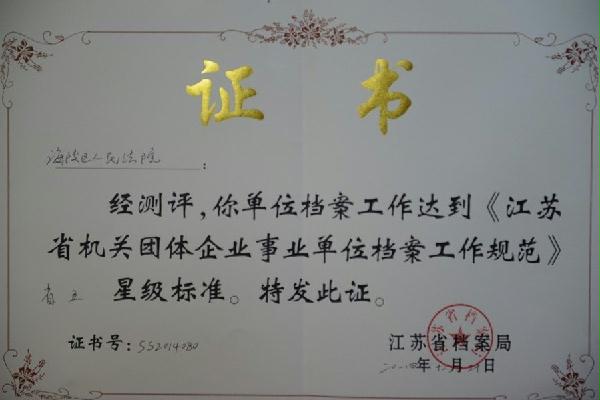 证书
海陵区人民法院：
经测评，你单位档案工作达到《江苏
省机关团体企业事业单位档案工作规范》
省五星级标准。特发此证。
证书号：SS2014080
江苏省档案局
年 月 日